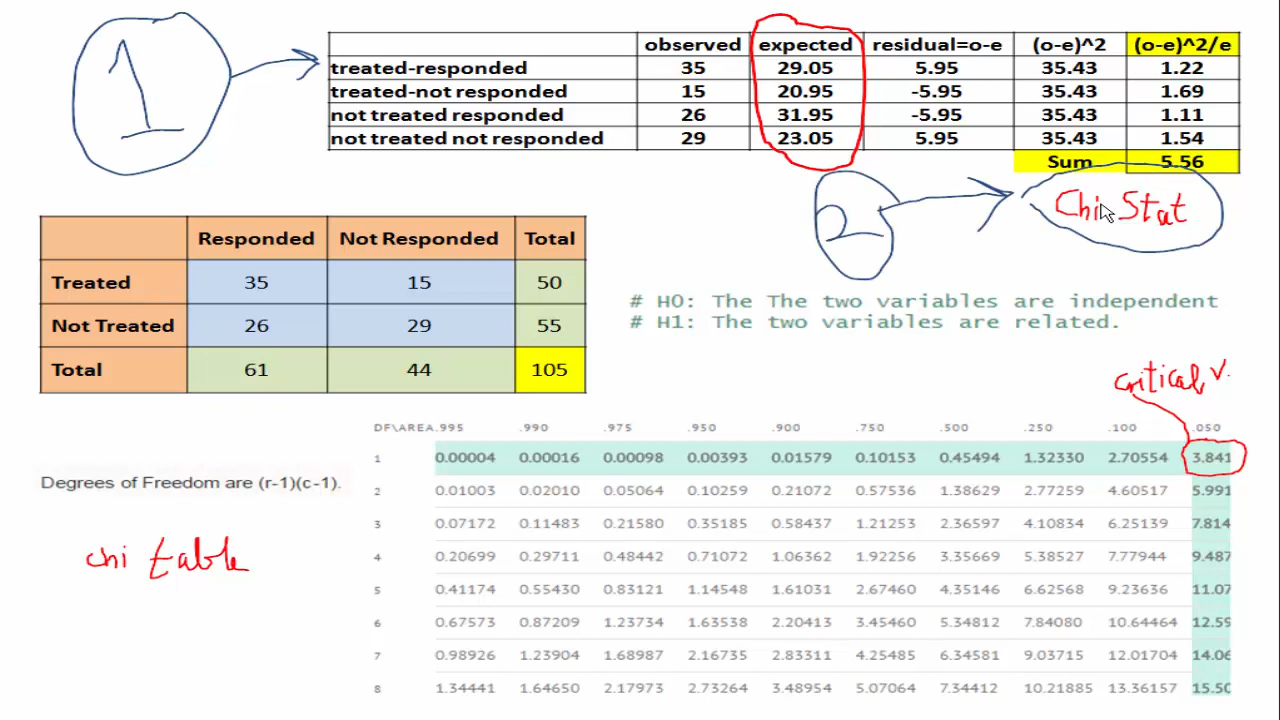 1
observed expected residual=o-e (o-e)^2 (o-e)^2/e
treated-responded 35 29.05 5.95 35.43 1.22
treated-not responded 15 20.95 -5.95 35.43 1.69
not treated responded 26 31.95 -5.95 35.43 1.11
not treated not responded 29 23.05 5.95 35.43 1.54
Sum 5.56
2
Chi Stat
Responded Not Responded Total
Treated 35 15 50
Not Treated 26 29 55
Total 61 44 105
# H0: The The two variables are independent
# H1: The two variables are related.
critical v.
Degrees of Freedom are (r-1)(c-1).
chi table
DF\AREA .995 .990 .975 .950 .900 .750 .500 .250 .100 .050
1 0.00004 0.00016 0.00098 0.00393 0.01579 0.10153 0.45494 1.32330 2.70554 3.841
2 0.01003 0.02010 0.05064 0.10259 0.21072 0.57536 1.38629 2.77259 4.60517 5.991
3 0.07172 0.11483 0.21580 0.35185 0.58437 1.21253 2.36597 4.10834 6.25139 7.814
4 0.20699 0.29711 0.48442 0.71072 1.06362 1.92256 3.35669 5.38527 7.77944 9.487
5 0.41174 0.55430 0.83121 1.14548 1.61031 2.67460 4.35146 6.62568 9.23636 11.07
6 0.67573 0.87209 1.23734 1.63538 2.20413 3.45460 5.34812 7.84080 10.64464 12.59
7 0.98926 1.23904 1.68987 2.16735 2.83311 4.25485 6.34581 9.03715 12.01704 14.06
8 1.34441 1.64650 2.17973 2.73264 3.48954 5.07064 7.34412 10.21885 13.36157 15.50